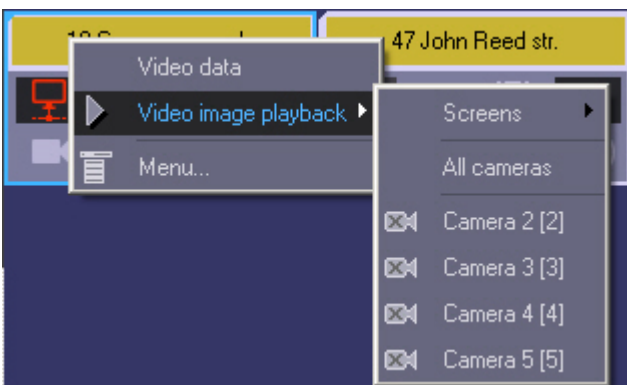 47 John Reed str.
Video data
Video image playback
Menu...
Screens
All cameras
Camera 2 [2]
Camera 3 [3]
Camera 4 [4]
Camera 5 [5]